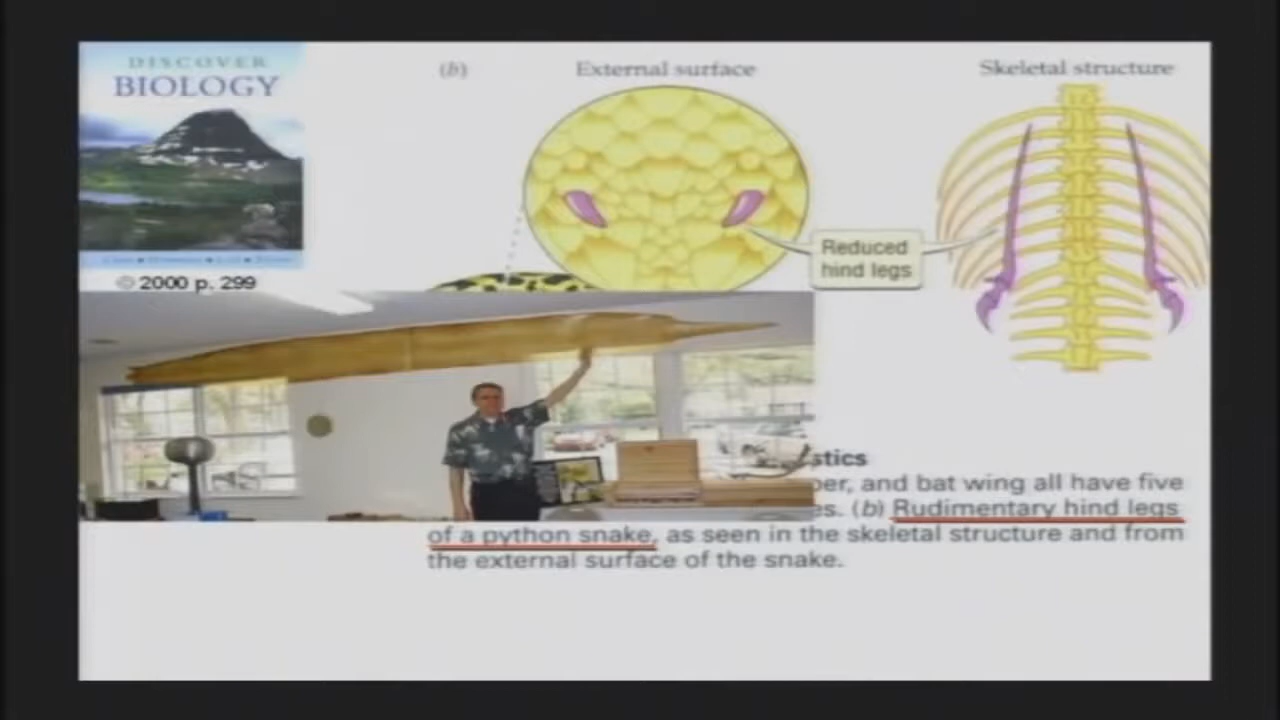 DISCOVER
BIOLOGY
© 2000 p. 299
(b)
External surface
Skeletal structure
Reduced
hind legs
stics
per, and bat wing all have five
es. (b) Rudimentary hind legs
of a python snake, as seen in the skeletal structure and from
the external surface of the snake.